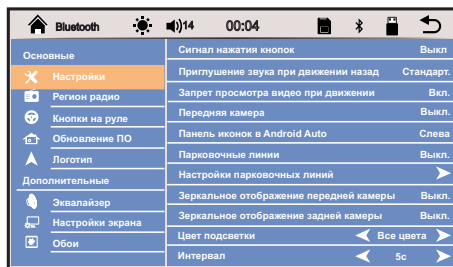 Bluetooth 14 00:04
Основные
Настройки
Регион радио
Кнопки на руле
Обновление ПО
Логотип
Дополнительные
Эквалайзер
Настройки экрана
Обои
Сигнал нажатия кнопок Выкл
Приглушение звука при движении назад Стандарт.
Запрет просмотра видео при движении Вкл.
Передняя камера Выкл.
Панель иконок в Android Auto Слева
Парковочные линии Выкл.
Настройки парковочных линий
Зеркальное отображение передней камеры Выкл.
Зеркальное отображение задней камеры Выкл.
Цвет подсветки Все цвета
Интервал 5с